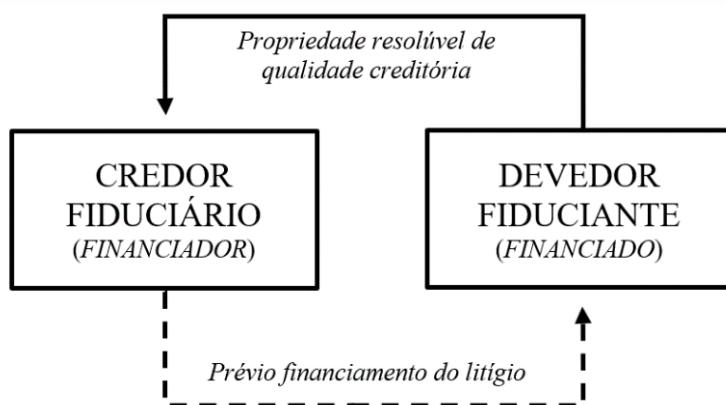 Propriedade resolúvel de
qualidade creditória
CREDOR
FIDUCIÁRIO
(FINANCIADOR)
DEVEDOR
FIDUCIANTE
(FINANCIADO)
Prévio financiamento do litígio